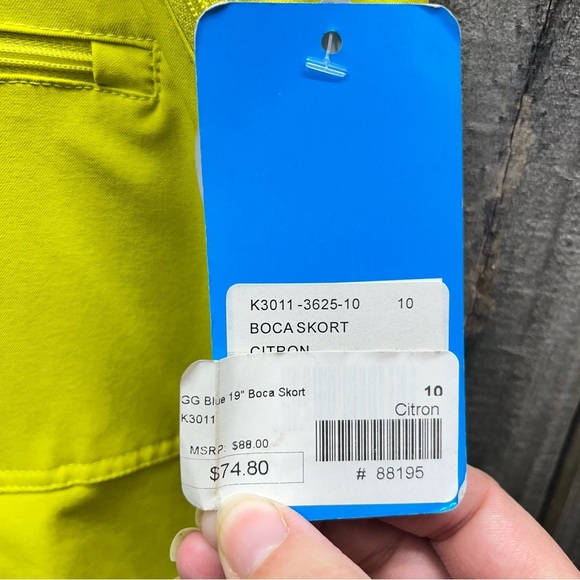 K3011-3625-10 10
BOCA SKORT
CITRON
GG Blue 19" Boca Skort 10
K3011 Citron
MSRP: $88.00
$74.80
# 88195